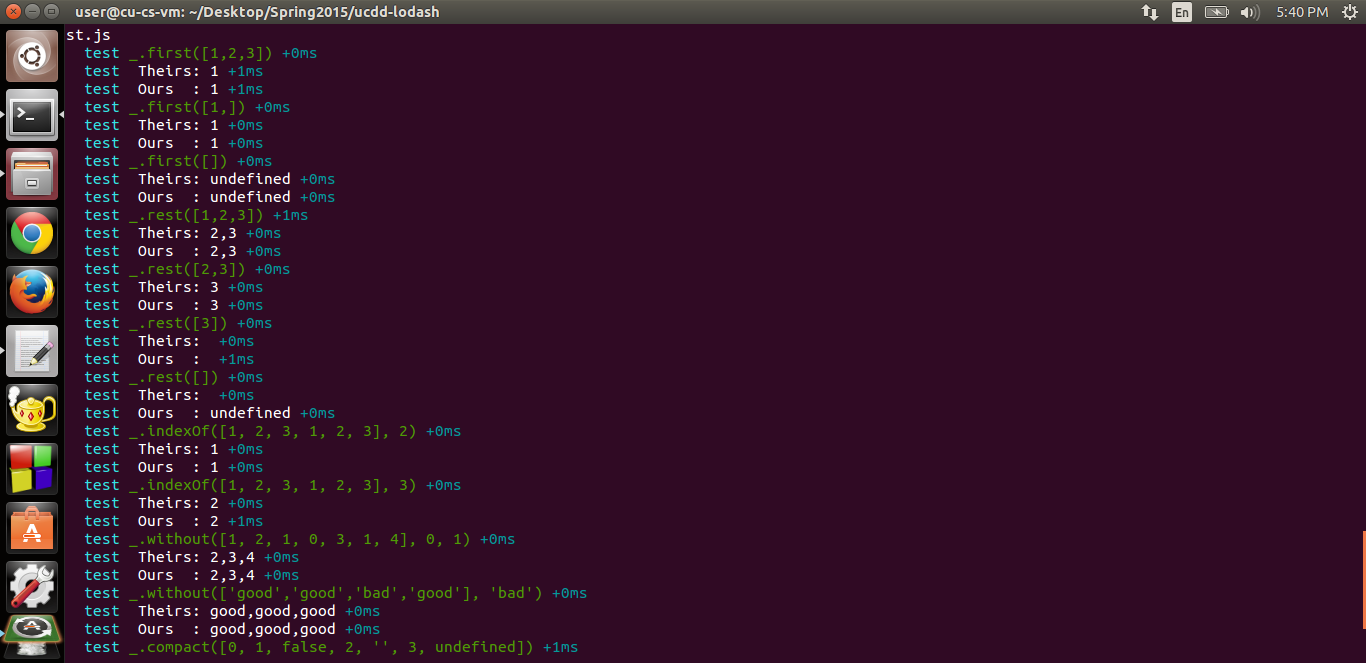 user@cu-cs-vm: ~/Desktop/Spring2015/ucdd-lodash
En
5:40 PM
st.js
test _.first([1,2,3]) +0ms
test Theirs: 1 +1ms
test Ours : 1 +1ms
test _.first([1,]) +0ms
test Theirs: 1 +0ms
test Ours : 1 +0ms
test _.first([]) +0ms
test Theirs: undefined +0ms
test Ours : undefined +0ms
test _.rest([1,2,3]) +1ms
test Theirs: 2,3 +0ms
test Ours : 2,3 +0ms
test _.rest([2,3]) +0ms
test Theirs: 3 +0ms
test Ours : 3 +0ms
test _.rest([3]) +0ms
test Theirs: +0ms
test Ours : +1ms
test _.rest([]) +0ms
test Theirs: +0ms
test Ours : undefined +0ms
test _.indexOf([1, 2, 3, 1, 2, 3], 2) +0ms
test Theirs: 1 +0ms
test Ours : 1 +0ms
test _.indexOf([1, 2, 3, 1, 2, 3], 3) +0ms
test Theirs: 2 +0ms
test Ours : 2 +1ms
test _.without([1, 2, 1, 0, 3, 1, 4], 0, 1) +0ms
test Theirs: 2,3,4 +0ms
test Ours : 2,3,4 +0ms
test _.without(['good','good','bad','good'], 'bad') +0ms
test Theirs: good,good,good +0ms
test Ours : good,good,good +0ms
test _.compact([0, 1, false, 2, '', 3, undefined]) +1ms